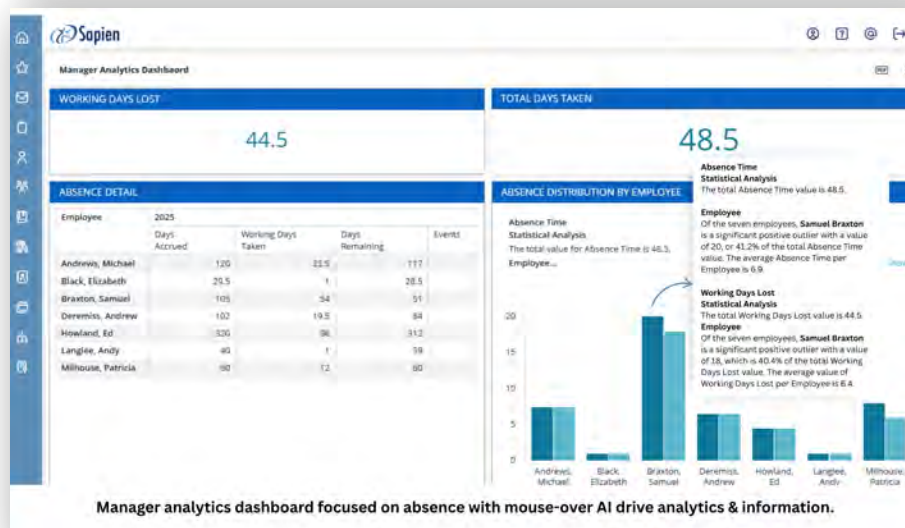 Sapien
Manager Analytics Dashboard
WORKING DAYS LOST
44.5
TOTAL DAYS TAKEN
48.5
ABSENCE DETAIL
Employee 2025
Days Accrued Working Days Taken Days Remaining Events
Andrews, Michael 120 117
Black, Elizabeth 29.5 1 28.5
Braxton, Samuel 105 54 51
Deremiss, Andrew 102 19.5 84
Howland, Ed 312
Langlee, Andy 40 1 39
Milhouse, Patricia 12 60
ABSENCE DISTRIBUTION BY EMPLOYEE
Absence Time
Statistical Analysis
The total value for Absence Time is
Employee...
Absence Time
Statistical Analysis
The total Absence Time value is 48.5.
Employee
Of the seven employees, Samuel Braxton
is a significant positive outlier with a value
of 20, or 41.2% of the total Absence Time
value. The average Absence Time per
Employee is 6.9.
Working Days Lost
Statistical Analysis
The total Working Days Lost value is 44.5
Employee
Of the seven employees, Samuel Braxton
is a significant positive outlier with a value
of 18, which is 40.4% of the total Working
Days Lost value. The average value of
Working Days Lost per Employee is 6.4
20
15
10
5
0
Andrews, Michael
Black, Elizabeth
Braxton, Samuel
Deremiss, Andrew
Howland, Ed
Langlee, Andy
Milhouse, Patricia
Manager analytics dashboard focused on absence with mouse-over AI drive analytics & information.